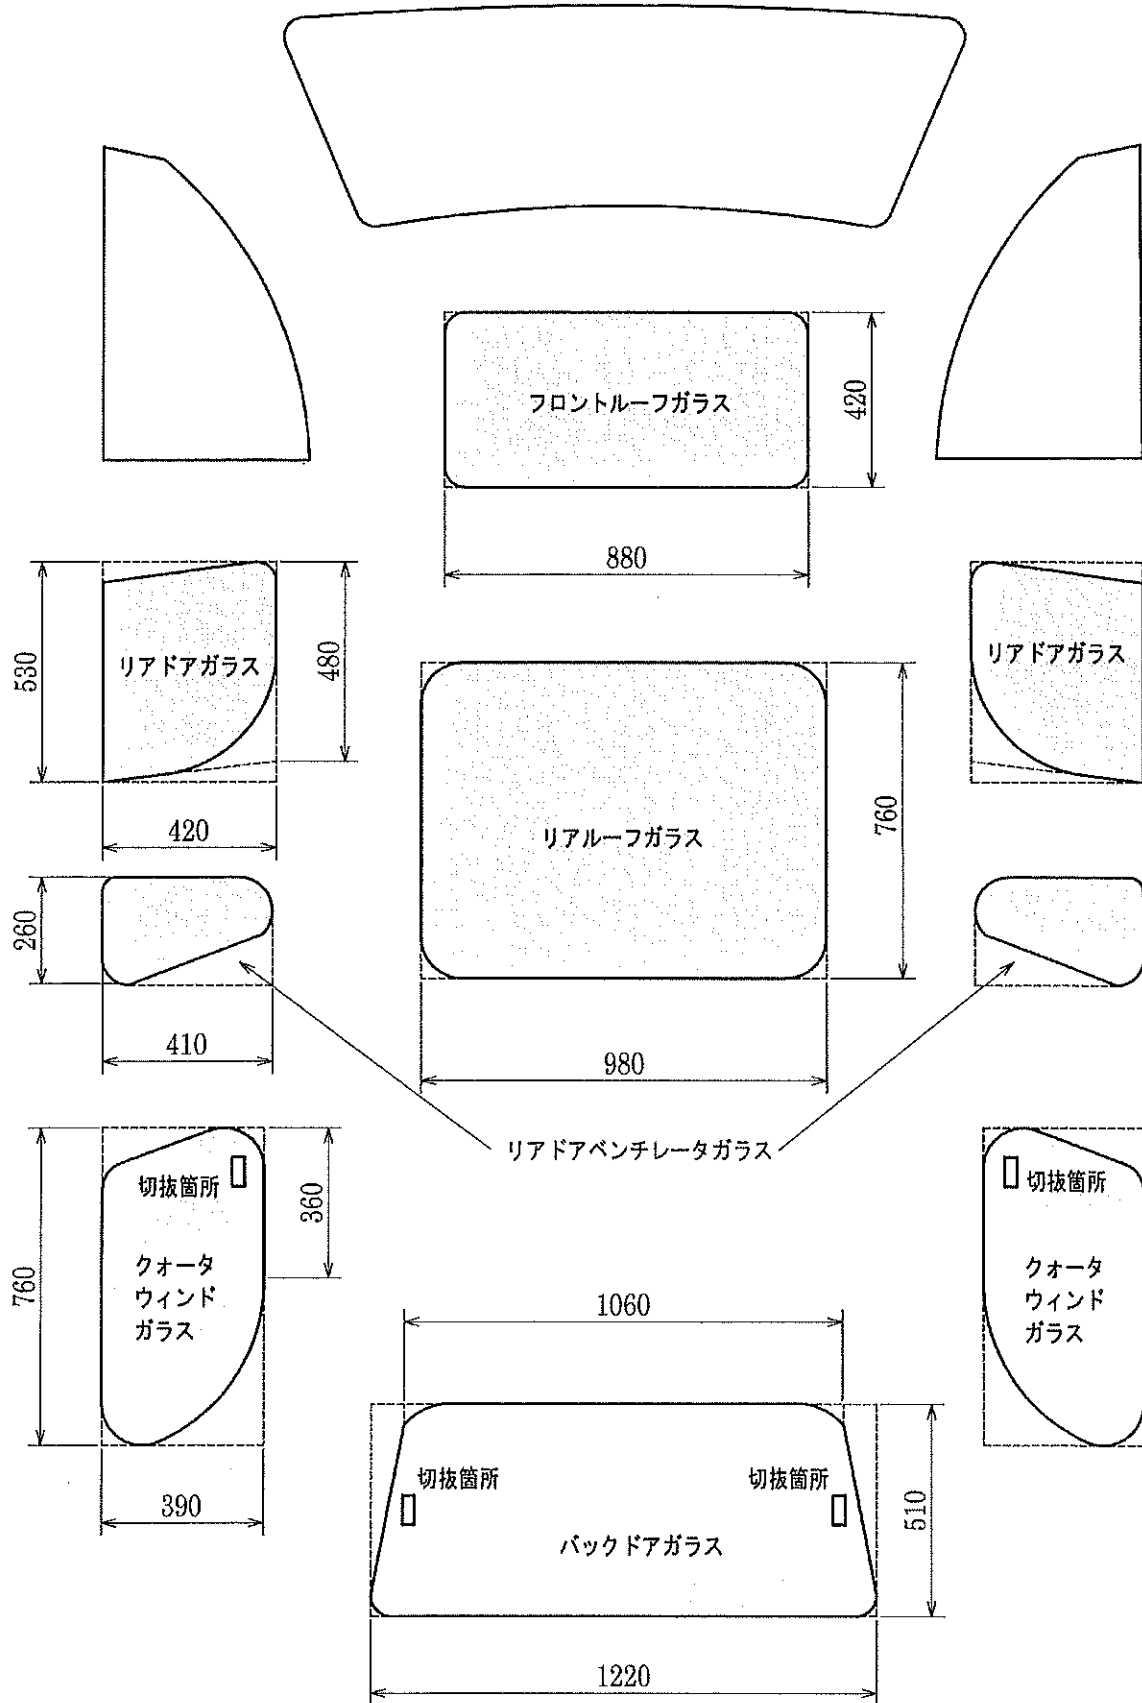 フロントルーフガラス
420
880
530
リアドアガラス
480
リアドアガラス
420
リアルーフガラス
760
260
410
980
リアドアベンチレータガラス
切抜箇所
360
切抜箇所
760
クォータ
ウィンド
ガラス
クォータ
ウィンド
ガラス
1060
390
切抜箇所
切抜箇所
510
バックドアガラス
1220